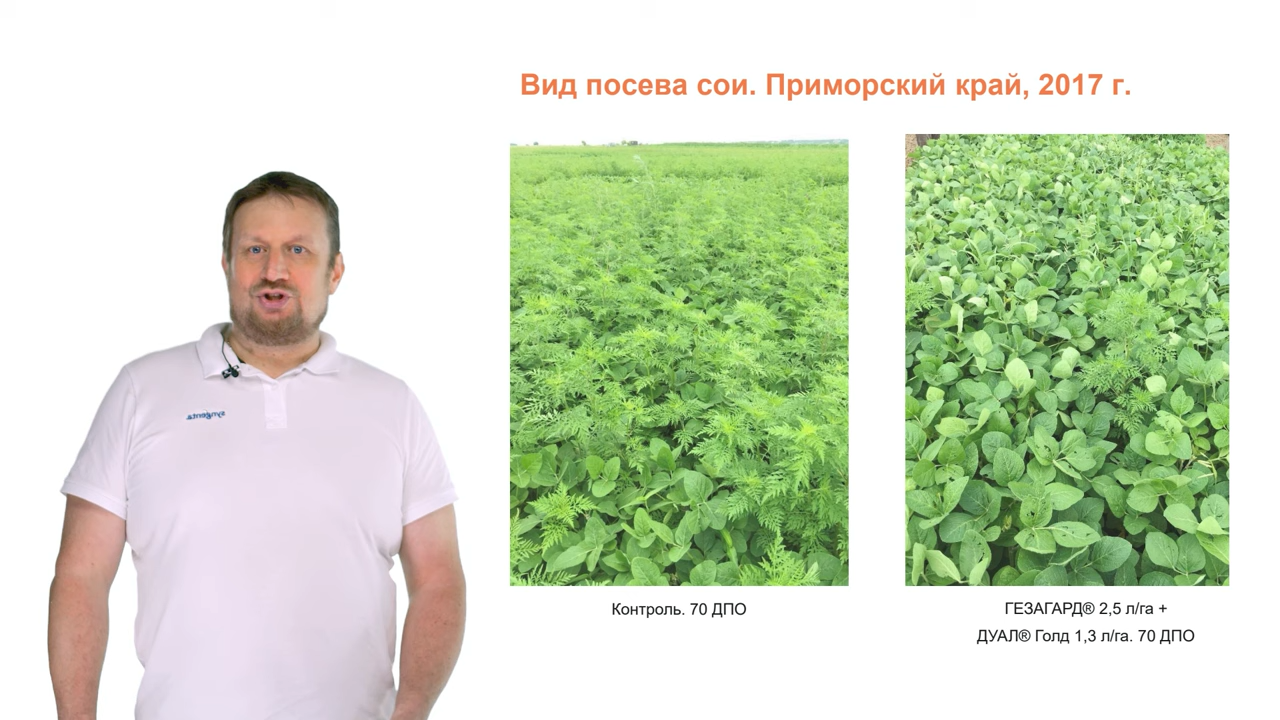 Вид посева сои. Приморский край, 2017 г.
syngenta
Контроль. 70 ДПО
ГЕЗАГАРД® 2,5 л/га +
ДУАЛ® Голд 1,3 л/га. 70 ДПО